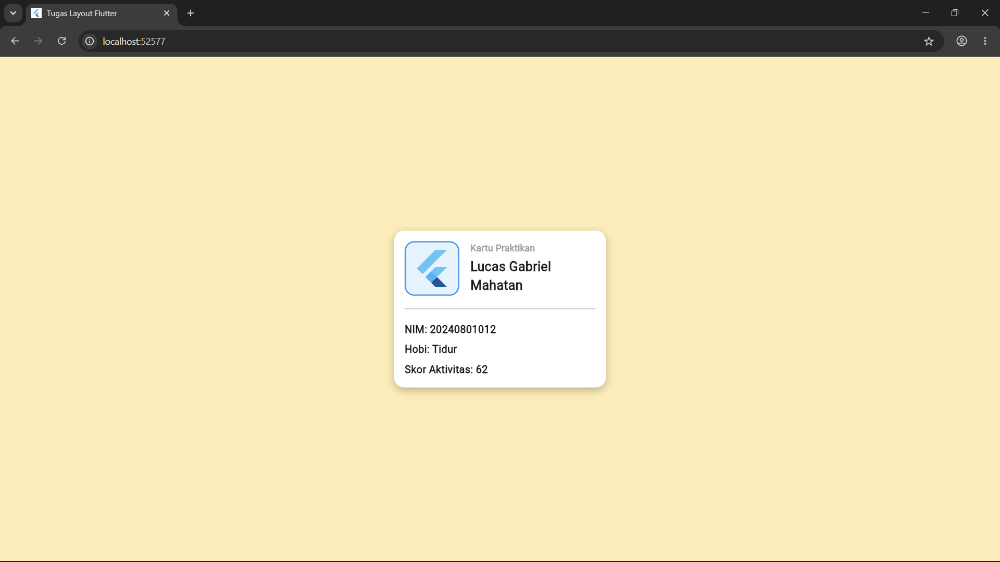 Tugas Layout Flutter
localhost:52577
Kartu Praktikan
Lucas Gabriel
Mahatan
NIM: 20240801012
Hobi: Tidur
Skor Aktivitas: 62